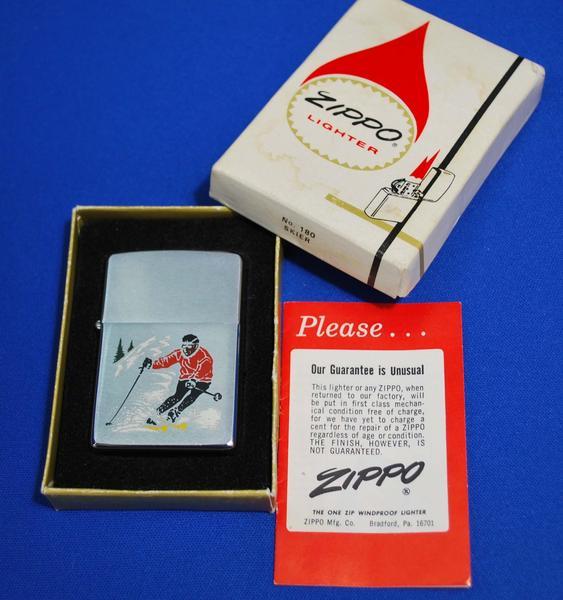 ZIPPO
®
LIGHTER
No. 180
SKIER
Please . . .
Our Guarantee is Unusual
This lighter or any ZIPPO, when
returned to our factory, will
be put in first class mechan-
ical condition free of charge,
for we have yet to charge a
cent for the repair of a ZIPPO
regardless of age or condition.
THE FINISH, HOWEVER, IS
NOT GUARANTEED.
ZIPPO
®
THE ONE ZIP WINDPROOF LIGHTER
ZIPPO Mfg. Co. Bradford, Pa. 16701